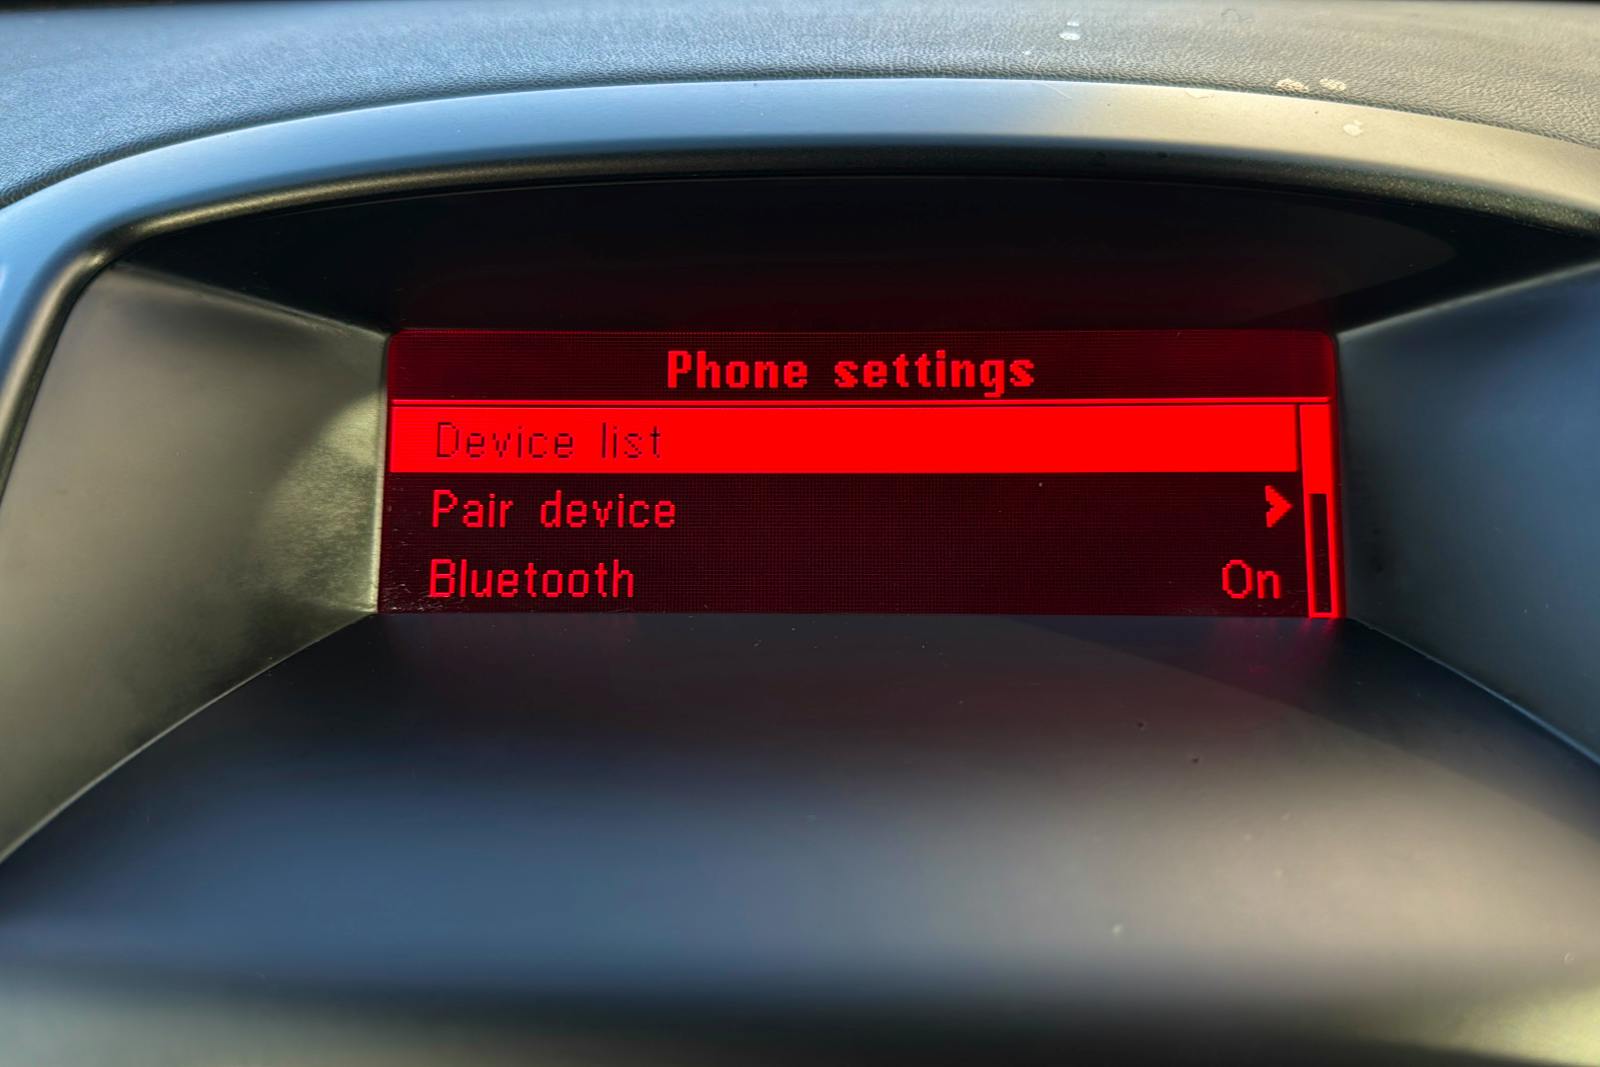 Phone settings
Device list
Pair device
Bluetooth On